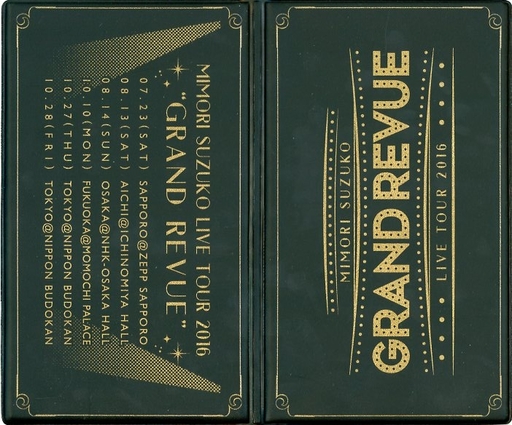 MIMORI SUZUKO LIVE TOUR 2016
"GRAND REVUE"
07.23(SAT) SAPPORO@ZEPP SAPPORO
08.13(SAT) AICHI@ICHINOMIYA HALL
08.14(SUN) OSAKA@NHK-OSAKA HALL
10.10(MON) FUKUOKA@MOMOCHI PALACE
10.27(THU) TOKYO@NIPPON BUDOKAN
10.28(FRI) TOKYO@NIPPON BUDOKAN
MIMORI SUZUKO
GRAND REVUE
LIVE TOUR 2016